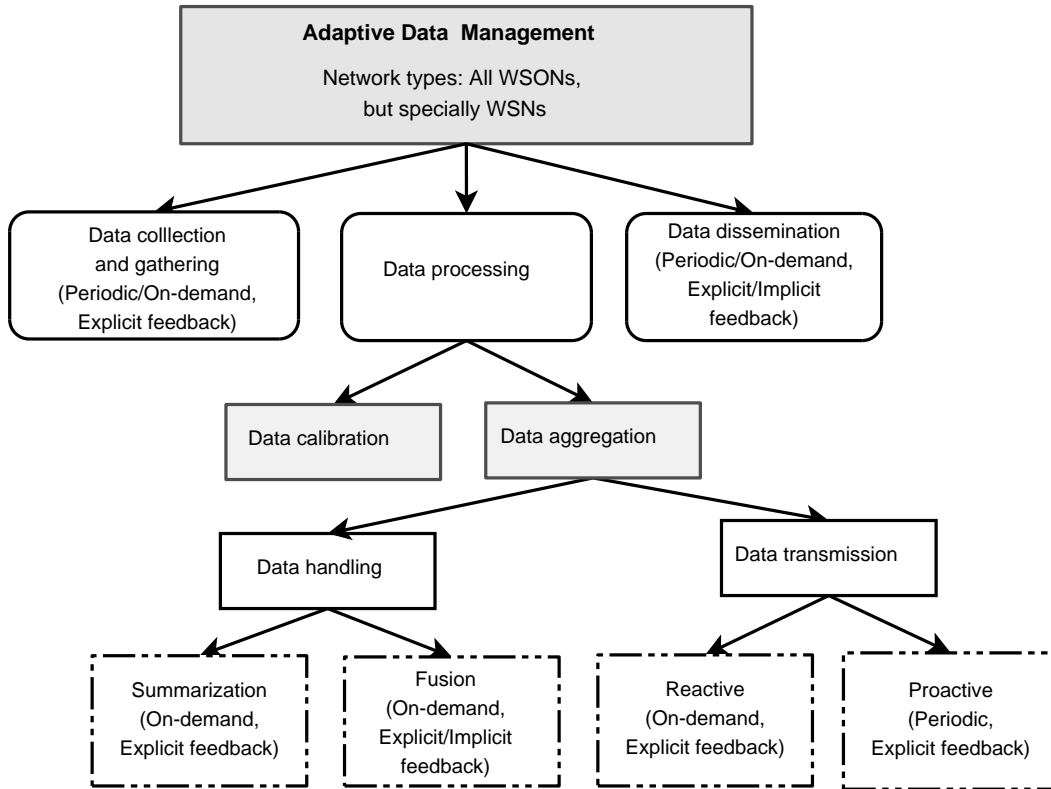 Adaptive Data Management
Network types: All WSONs,
but specially WSNs
Data colllection
and gathering
(Periodic/On-demand,
Explicit feedback)
Data processing
Data dissemination
(Periodic/On-demand,
Explicit/Implicit
feedback)
Data calibration
Data aggregation
Data handling
Data transmission
Summarization
(On-demand,
Explicit feedback)
Fusion
(On-demand,
Explicit/Implicit
feedback)
Reactive
(On-demand,
Explicit feedback)
Proactive
(Periodic,
Explicit feedback)